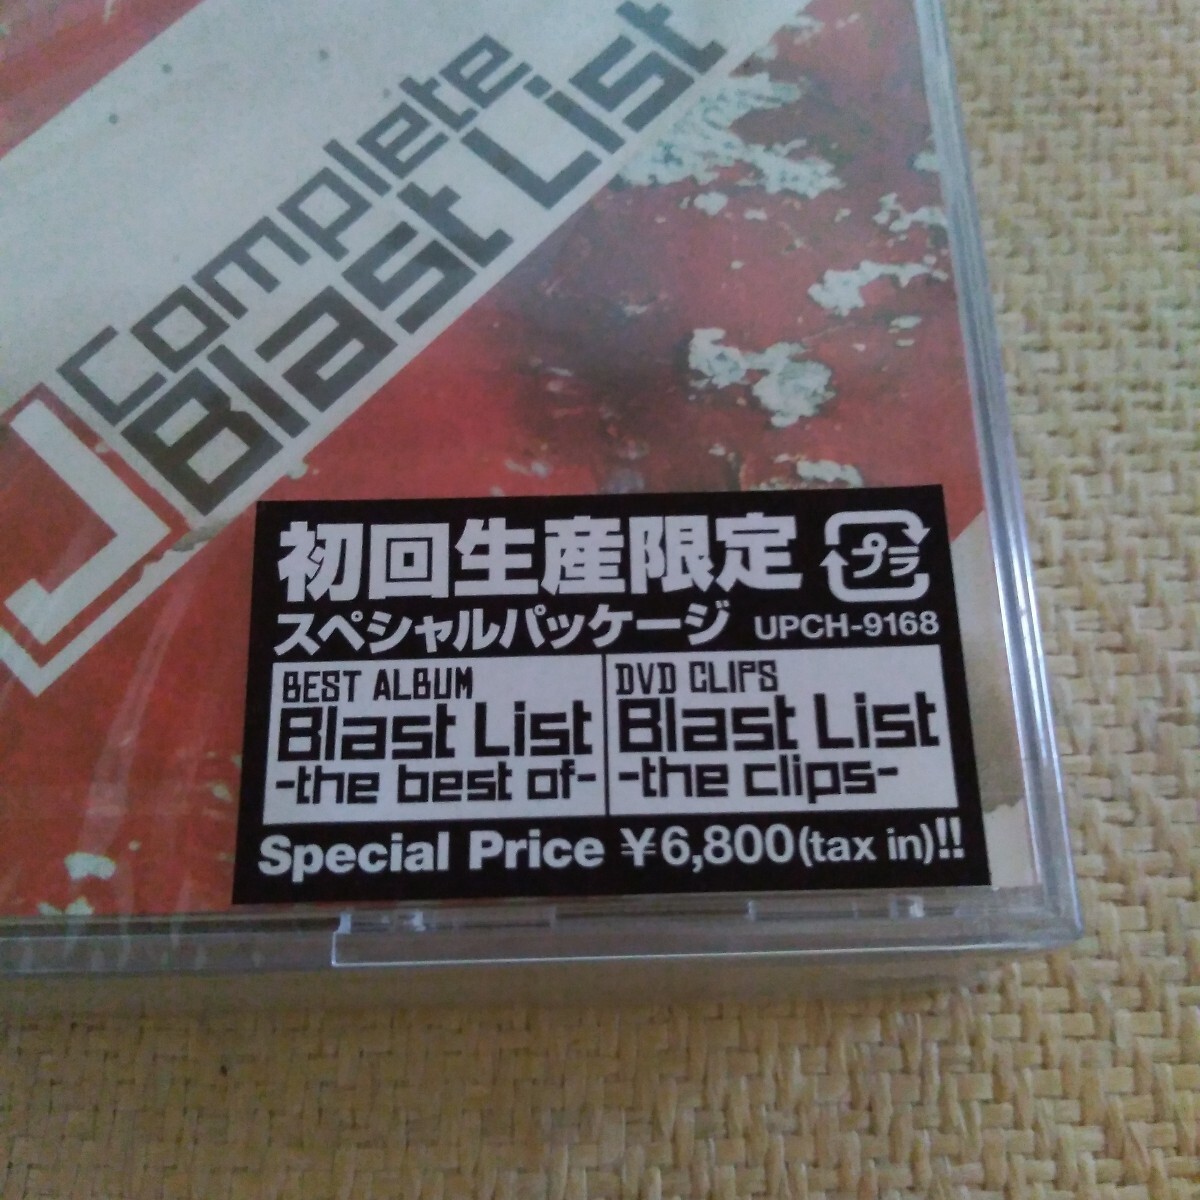 J
Complete
Blast List
初回生産限定
プラ
スペシャルパッケージ UPCH-9168
BEST ALBUM
Blast List
-the best of-
DVD CLIPS
Blast List
-the clips-
Special Price ¥6,800(tax in)!!